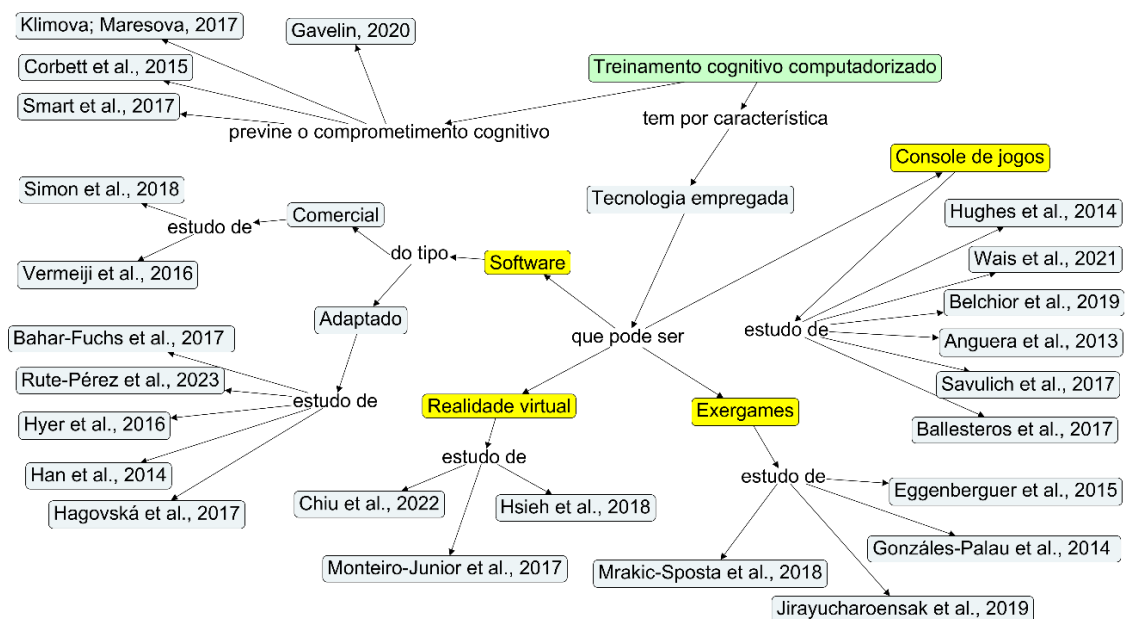 Klimova; Maresova, 2017
Gavelin, 2020
Corbett et al., 2015
Treinamento cognitivo computadorizado
Smart et al., 2017
previne o comprometimento cognitivo
tem por característica
Console de jogos
Simon et al., 2018
Tecnologia empregada
Comercial
Hughes et al., 2014
estudo de
do tipo
Wais et al., 2021
Vermeiji et al., 2016
Software
Belchior et al., 2019
Adaptado
estudo de
Bahar-Fuchs et al., 2017
que pode ser
Anguera et al., 2013
Rute-Pérez et al., 2023
Savulich et al., 2017
estudo de
Realidade virtual
Exergames
Hyer et al., 2016
Ballesteros et al., 2017
estudo de
Han et al., 2014
estudo de
Eggenberguer et al., 2015
Chiu et al., 2022
Hsieh et al., 2018
Hagovská et al., 2017
Gonzáles-Palau et al., 2014
Monteiro-Junior et al., 2017
Mrakic-Sposta et al., 2018
Jirayucharoensak et al., 2019